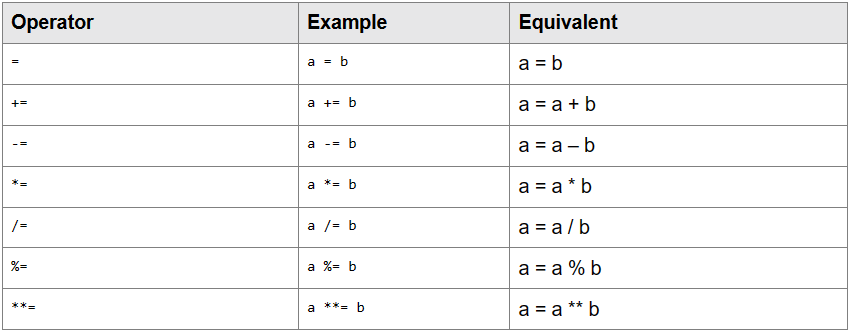 Operator Example Equivalent
= a = b a = b
+= a += b a = a + b
-= a -= b a = a – b
*= a *= b a = a * b
/= a /= b a = a / b
%= a %= b a = a % b
**= a **= b a = a ** b